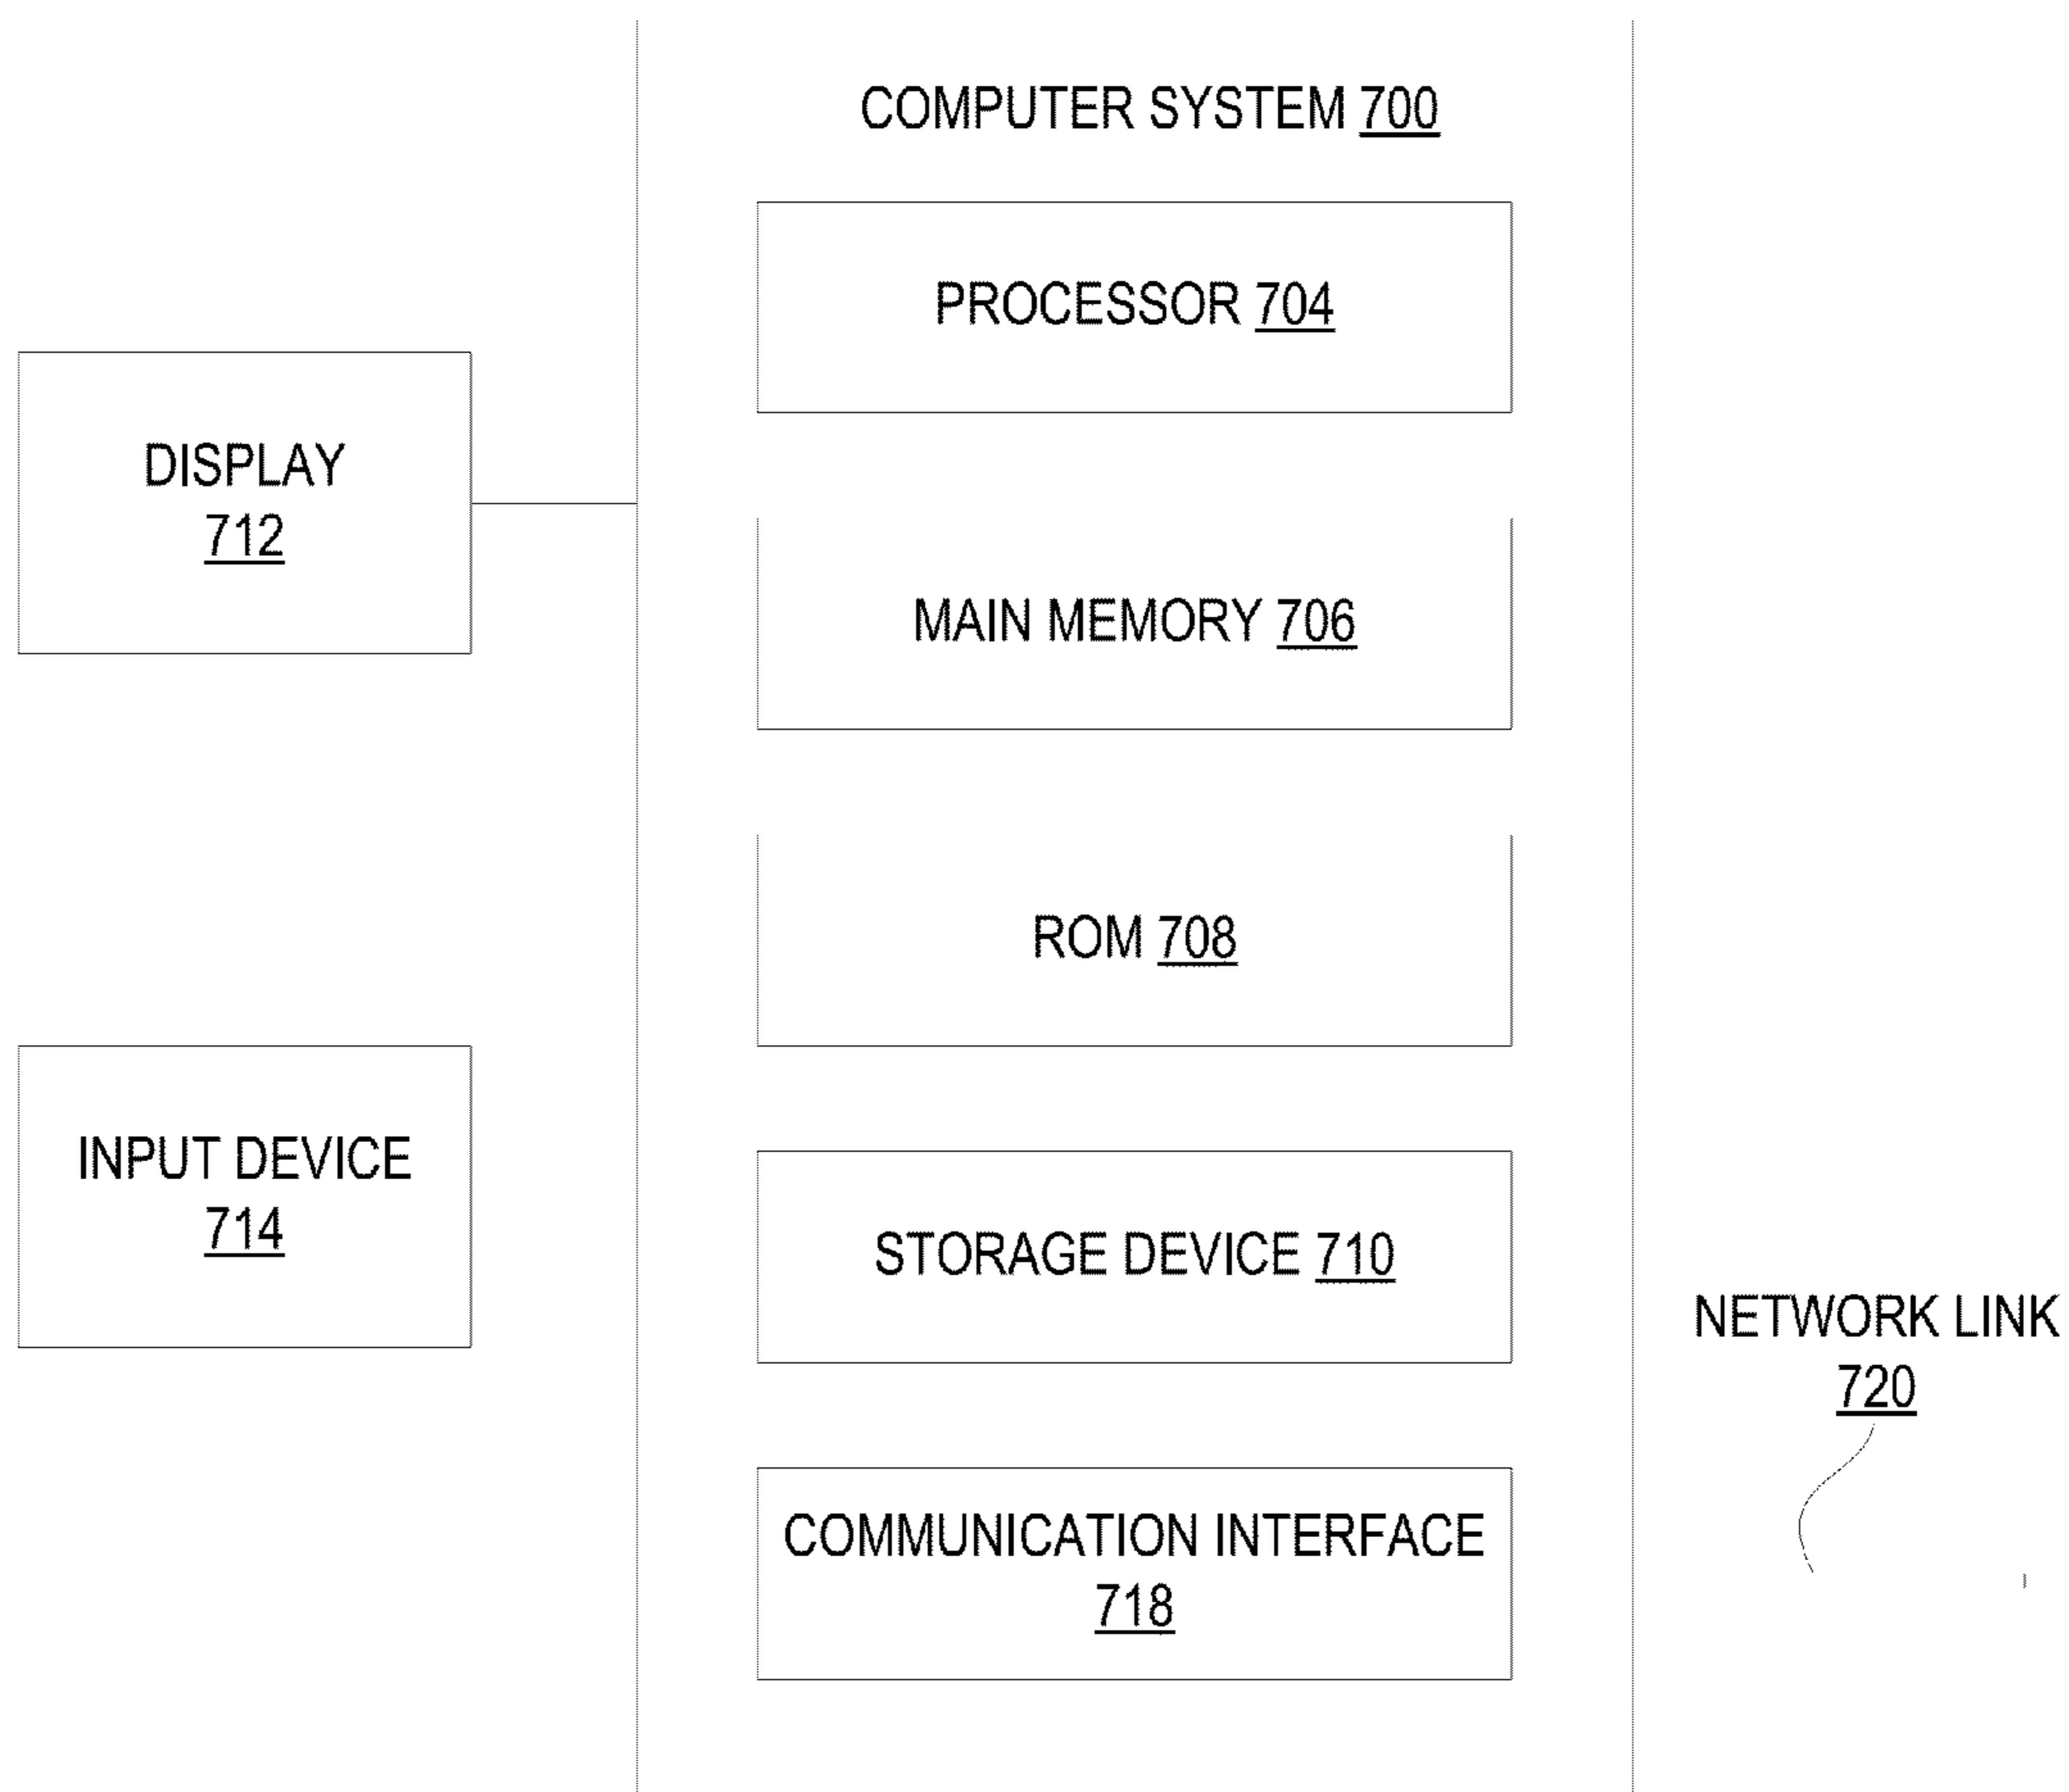 COMPUTER SYSTEM 700
PROCESSOR 704
DISPLAY
712
MAIN MEMORY 706
ROM 708
INPUT DEVICE
714
STORAGE DEVICE 710
NETWORK LINK
720
COMMUNICATION INTERFACE
718